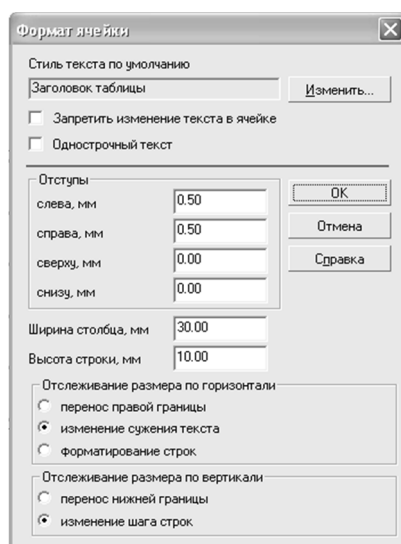 Формат ячейки
Стиль текста по умолчанию
Заголовок таблицы
Изменить...
Запретить изменение текста в ячейке
Однострочный текст
Отступы
слева, мм 0.50
справа, мм 0.50
сверху, мм 0.00
снизу, мм 0.00
OK
Отмена
Справка
Ширина столбца, мм 30.00
Высота строки, мм 10.00
Отслеживание размера по горизонтали
перенос правой границы
изменение сужения текста
форматирование строк
Отслеживание размера по вертикали
перенос нижней границы
изменение шага строк